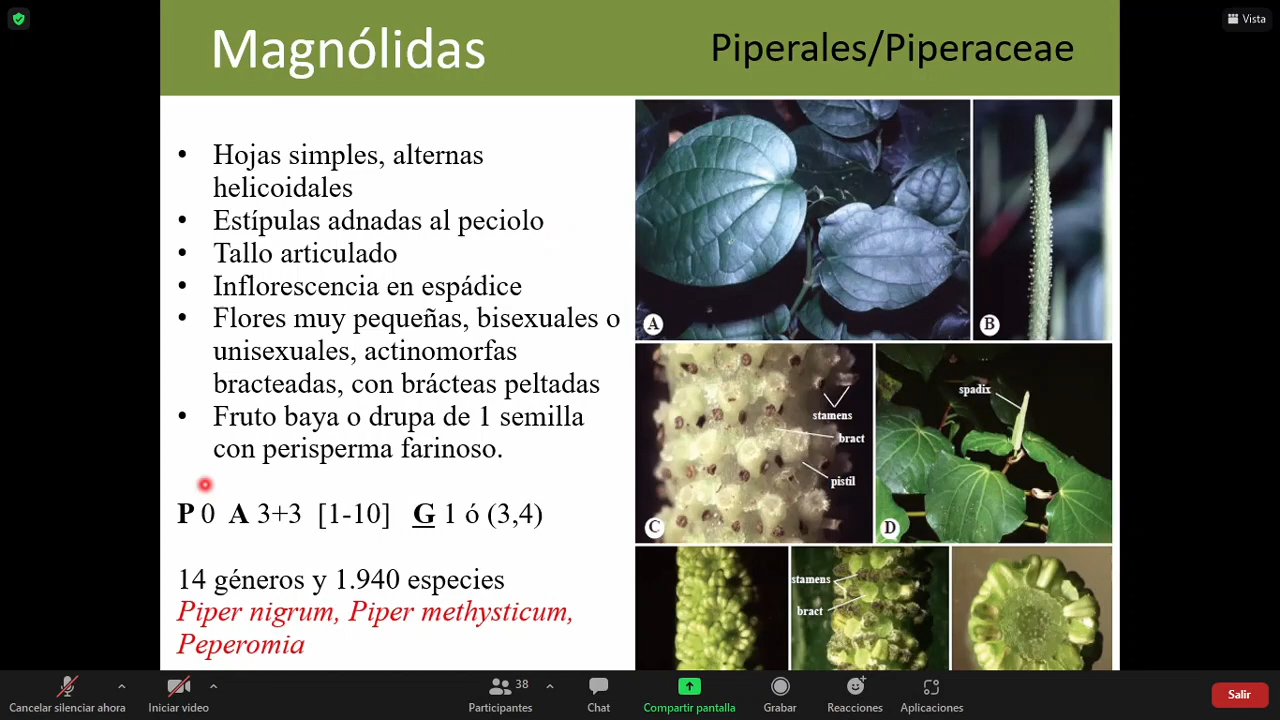 Vista
Magnólidas
Piperales/Piperaceae
• Hojas simples, alternas
helicoidales
• Estípulas adnadas al peciolo
• Tallo articulado
• Inflorescencia en espádice
• Flores muy pequeñas, bisexuales o
unisexuales, actinomorfas
bracteadas, con brácteas peltadas
• Fruto baya o drupa de 1 semilla
con perisperma farinoso.
P 0 A 3+3 [1-10] G 1 ó (3,4)
14 géneros y 1.940 especies
Piper nigrum, Piper methysticum,
Peperomia
A
B
stamens
bract
pistil
C
spadix
D
stamens
bract
Cancelar silenciar ahora
Iniciar video
38
Participantes
Chat
Compartir pantalla
Grabar
Reacciones
Aplicaciones
Salir